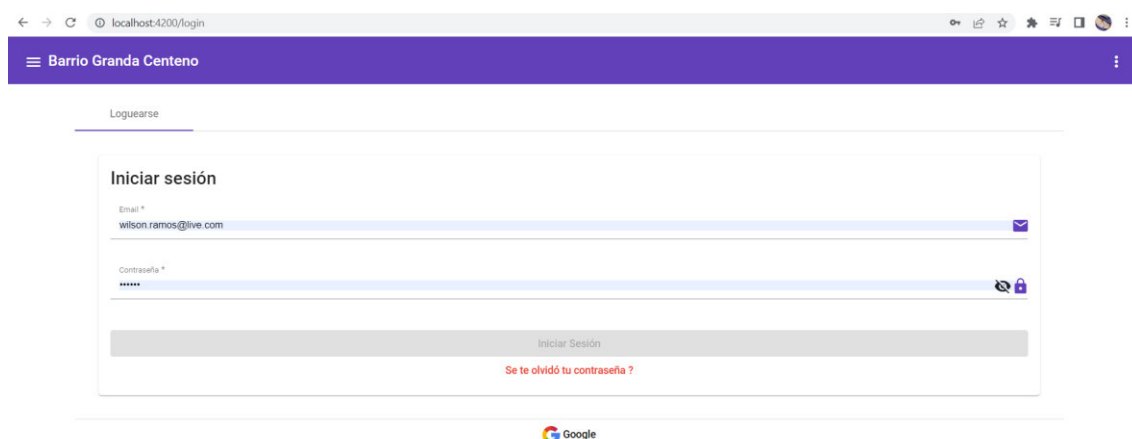 localhost:4200/login
Barrio Granda Centeno
Loguearse
Iniciar sesión
Email *
wilson.ramos@live.com
Contraseña *
••••••
Iniciar Sesión
Se te olvidó tu contraseña ?
Google